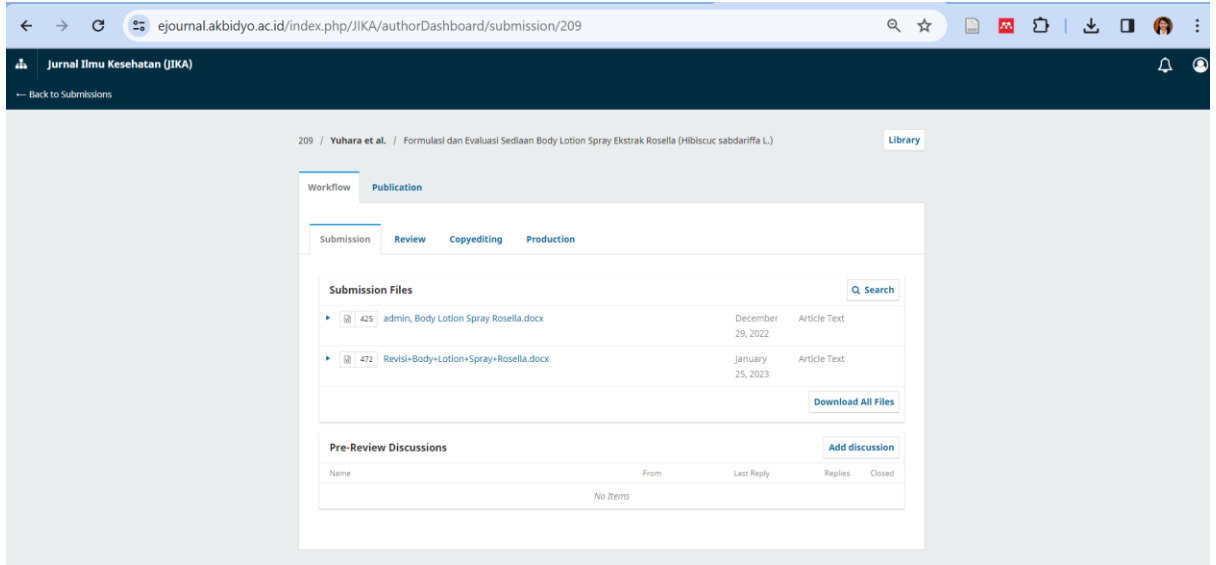 ejournal.akbidyo.ac.id/index.php/JIKA/authorDashboard/submission/209
Jurnal Ilmu Kesehatan (JIKA)
← Back to Submissions
209 / Yuhara et al. / Formulasi dan Evaluasi Sediaan Body Lotion Spray Ekstrak Rosella (Hibiscuc sabdariffa L.)
Library
Workflow Publication
Submission Review Copyediting Production
Submission Files
Search
425 admin, Body Lotion Spray Rosella.docx December 29, 2022 Article Text
472 Revisi+Body+Lotion+Spray+Rosella.docx January 25, 2023 Article Text
Download All Files
Pre-Review Discussions
Add discussion
Name From Last Reply Replies Closed
No Items